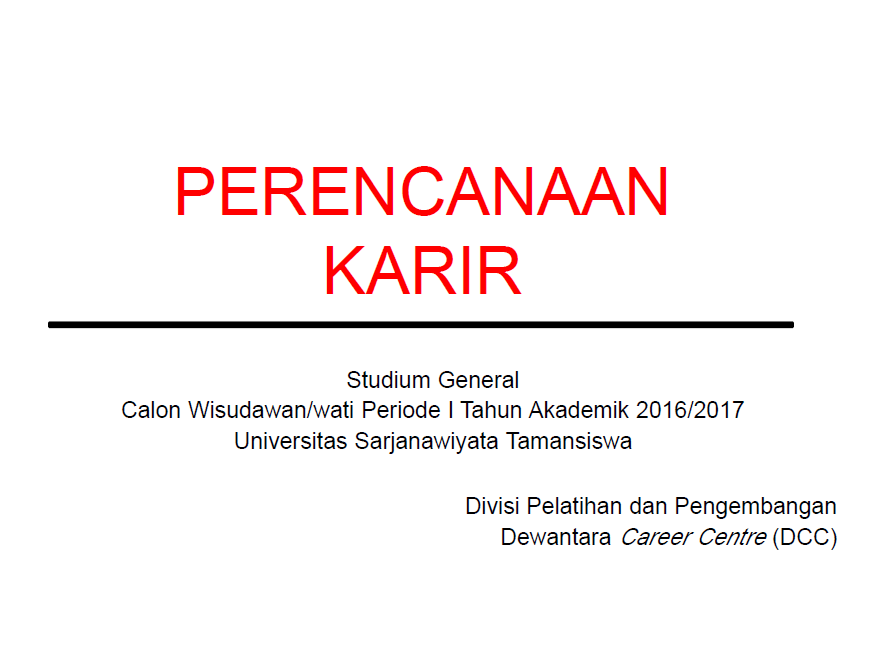 PERENCANAAN
KARIR
Studium General
Calon Wisudawan/wati Periode I Tahun Akademik 2016/2017
Universitas Sarjanawiyata Tamansiswa
Divisi Pelatihan dan Pengembangan
Dewantara Career Centre (DCC)